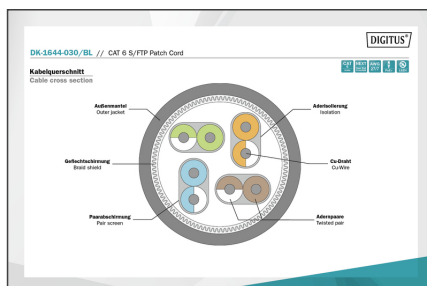 DIGITUS®
DK-1644-030/BL // CAT 6 S/FTP Patch Cord
Kabelquerschnitt
Cable cross section
Außenmantel
Outer jacket
Aderisolierung
Isolation
Geflechtschirmung
Braid shield
Cu-Draht
Cu-Wire
Paarabschirmung
Pair screen
Adernpaare
Twisted pair